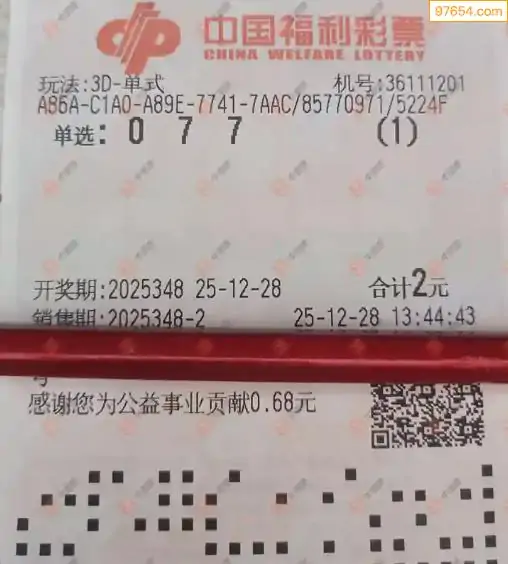 97654.com
中国福利彩票
CHINA WELFARE LOTTERY
玩法:3D-单式 机号:36111201
A86A-C1A0-A89E-7741-7AAC/85770971/5224F
单选: 0 7 7 (1)
开奖期:2025348 25-12-28 合计2元
销售期:2025348-2 25-12-28 13:44:43
感谢您为公益事业贡献0.68元